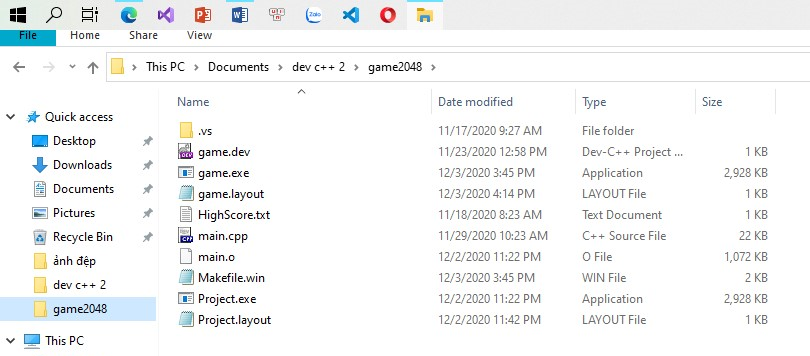 Zalo
File Home Share View
This PC > Documents > dev c++ 2 > game2048 >
Name Date modified Type Size
Quick access
Desktop
Downloads
Documents
Pictures
Recycle Bin
ảnh đệp
dev c++ 2
game2048
This PC
.vs 11/17/2020 9:27 AM File folder
game.dev 11/23/2020 12:58 PM Dev-C++ Project ... 1 KB
game.exe 12/3/2020 3:45 PM Application 2,928 KB
game.layout 12/3/2020 4:14 PM LAYOUT File 1 KB
HighScore.txt 11/18/2020 8:23 AM Text Document 1 KB
main.cpp 11/29/2020 10:23 AM C++ Source File 22 KB
main.o 12/2/2020 11:22 PM O File 1,072 KB
Makefile.win 12/3/2020 3:45 PM WIN File 2 KB
Project.exe 12/2/2020 11:22 PM Application 2,928 KB
Project.layout 12/2/2020 11:42 PM LAYOUT File 1 KB